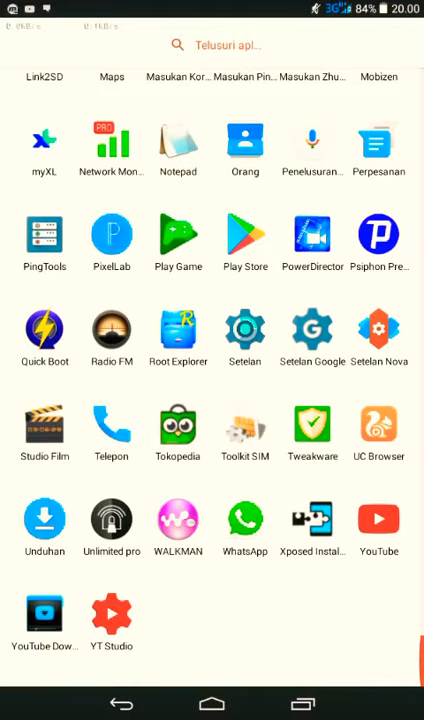 3G 84% 20.00
Telusuri apl...
Link2SD Maps Masukan Kor... Masukan Pin... Masukan Zhu... Mobizen
PRO
myXL Network Mon... Notepad Orang Penelusuran... Perpesanan
PingTools PixelLab Play Game Play Store PowerDirector Psiphon Pre...
R
Quick Boot Radio FM Root Explorer Setelan Setelan Google Setelan Nova
Studio Film Telepon Tokopedia Toolkit SIM Tweakware UC Browser
Unduhan Unlimited pro WALKMAN WhatsApp Xposed Instal... YouTube
YouTube Dow... YT Studio